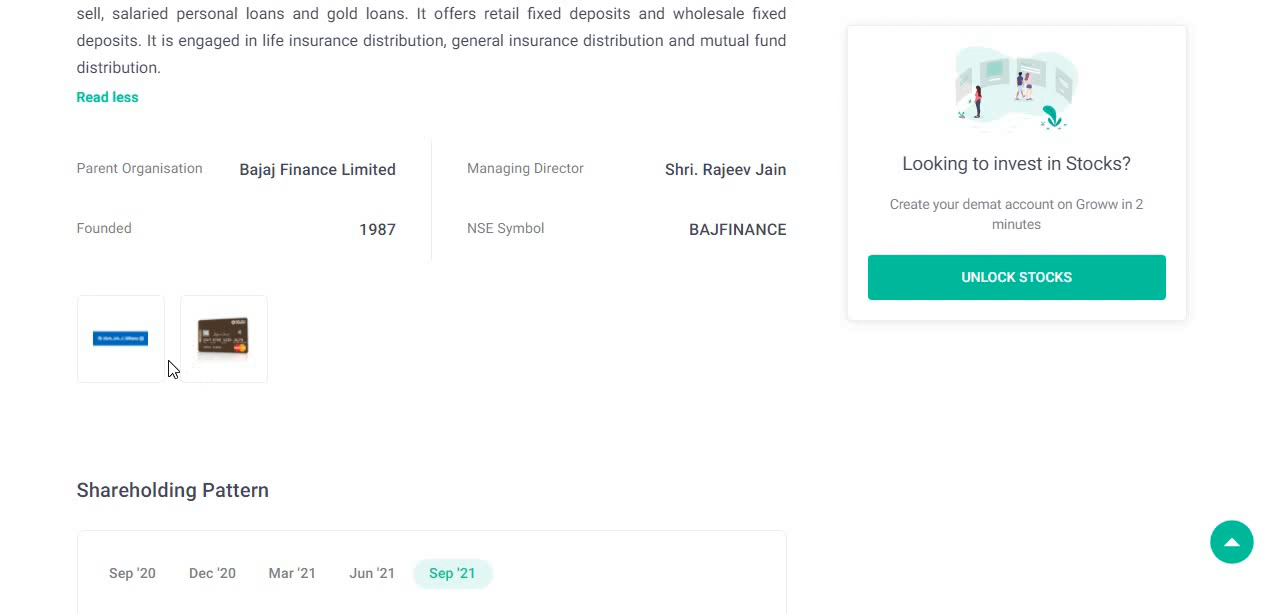 sell, salaried personal loans and gold loans. It offers retail fixed deposits and wholesale fixed
deposits. It is engaged in life insurance distribution, general insurance distribution and mutual fund
distribution.
Read less
Parent Organisation Bajaj Finance Limited
Managing Director Shri. Rajeev Jain
Founded 1987
NSE Symbol BAJFINANCE
Shareholding Pattern
Sep '20 Dec '20 Mar '21 Jun '21 Sep '21
Looking to invest in Stocks?
Create your demat account on Groww in 2
minutes
UNLOCK STOCKS